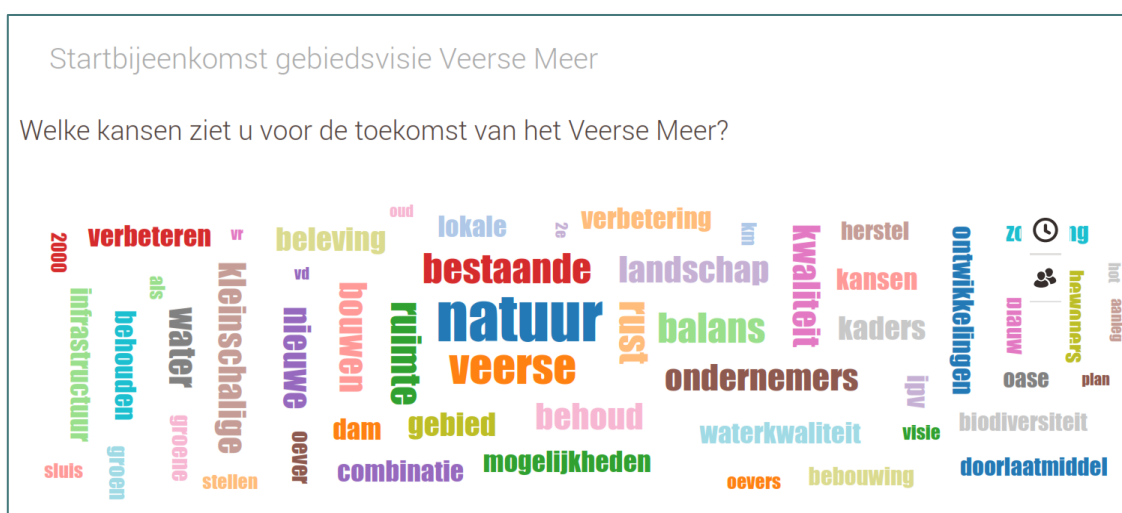 Startbijeenkomst gebiedsvisie Veerse Meer
Welke kansen ziet u voor de toekomst van het Veerse Meer?
oud
2000
verbeteren
vr
beleving
lokale
2e
verbetering
km
kwaliteit
herstel
ontwikkelingen
als
kleinschalige
vd
bestaande
landschap
kansen
bewoners
hot
infrastructuur
behouden
water
nieuwe
bouwen
ruimte
natuur
veerse
rust
balans
kaders
aanleg
ondernemers
ipv
oase
plan
groene
oever
dam
gebied
behoud
waterkwaliteit
visie
biodiversiteit
sluis
groen
stellen
combinatie
mogelijkheden
oevers
bebouwing
doorlaatmiddel